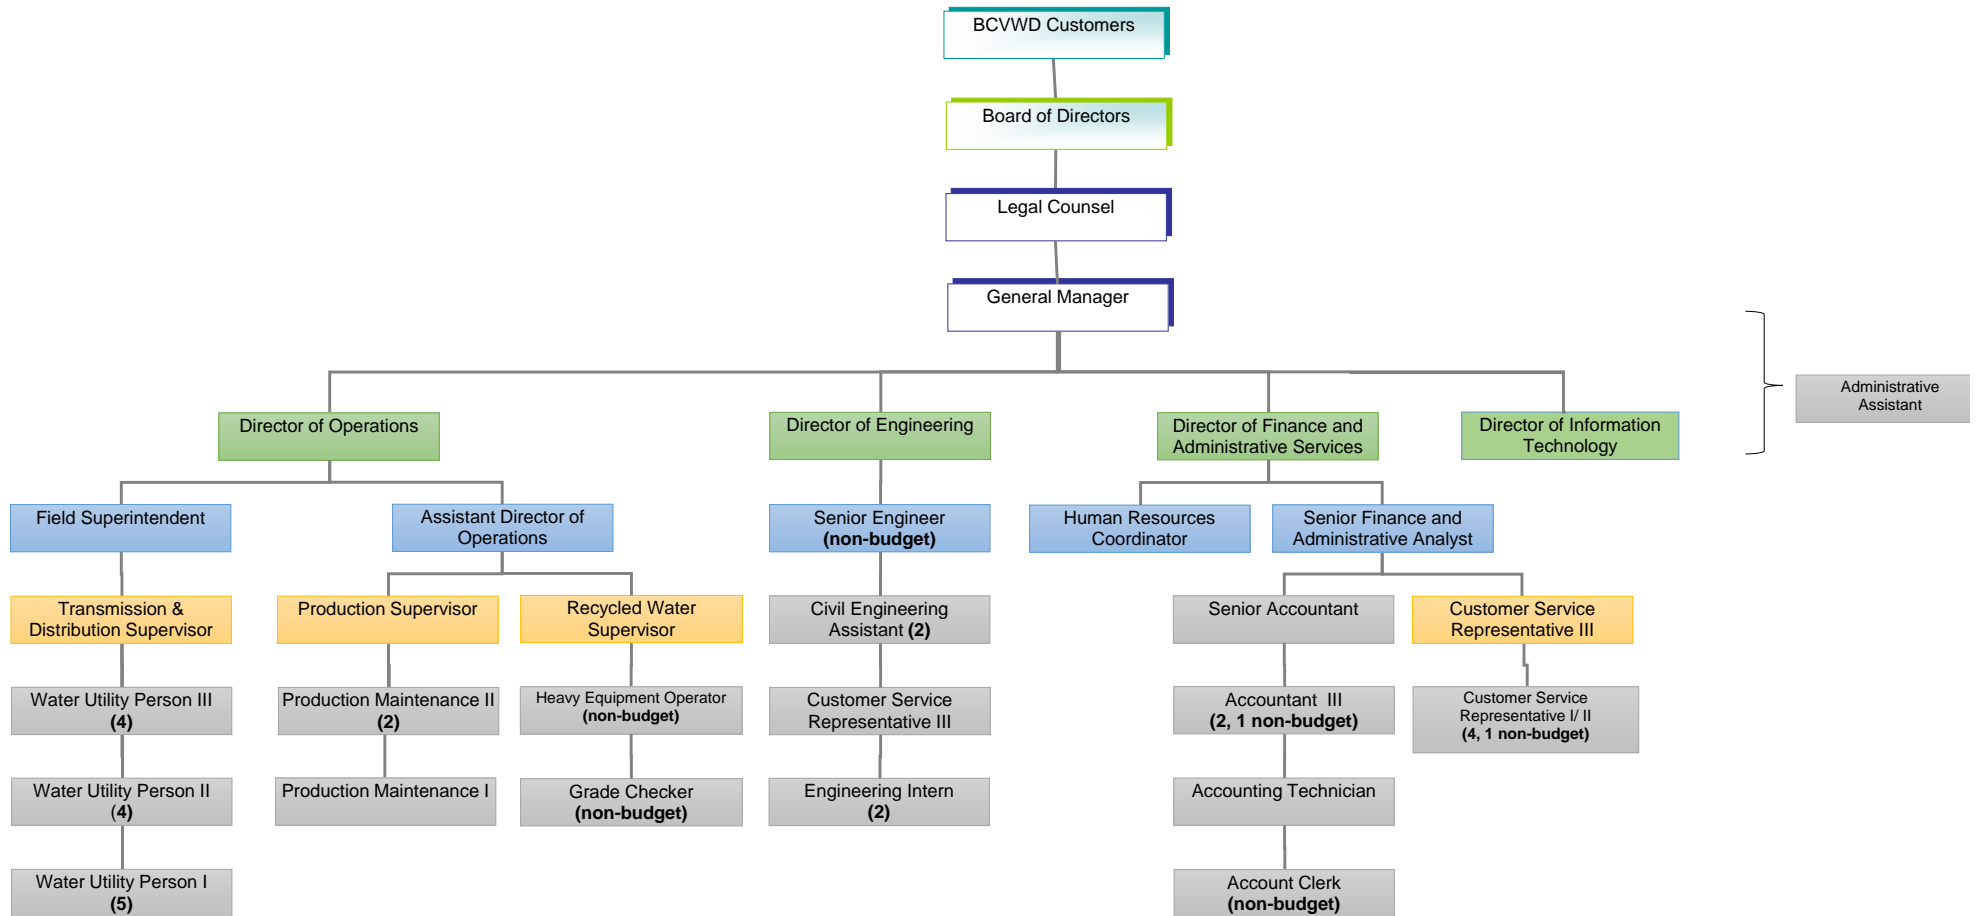 BCVWD Customers
Board of Directors
Legal Counsel
General Manager
Administrative
Assistant
Director of Operations
Director of Engineering
Director of Finance and
Administrative Services
Director of Information
Technology
Field Superintendent
Assistant Director of
Operations
Senior Engineer
(non-budget)
Human Resources
Coordinator
Senior Finance and
Administrative Analyst
Transmission &
Distribution Supervisor
Production Supervisor
Recycled Water
Supervisor
Civil Engineering
Assistant (2)
Senior Accountant
Customer Service
Representative III
Water Utility Person III
(4)
Production Maintenance II
(2)
Heavy Equipment Operator
(non-budget)
Customer Service
Representative III
Accountant  III
(2, 1 non-budget)
Customer Service
Representative I/ II
(4, 1 non-budget)
Water Utility Person II
(4)
Production Maintenance I
Grade Checker
(non-budget)
Engineering Intern
(2)
Accounting Technician
Water Utility Person I
(5)
Account Clerk
(non-budget)